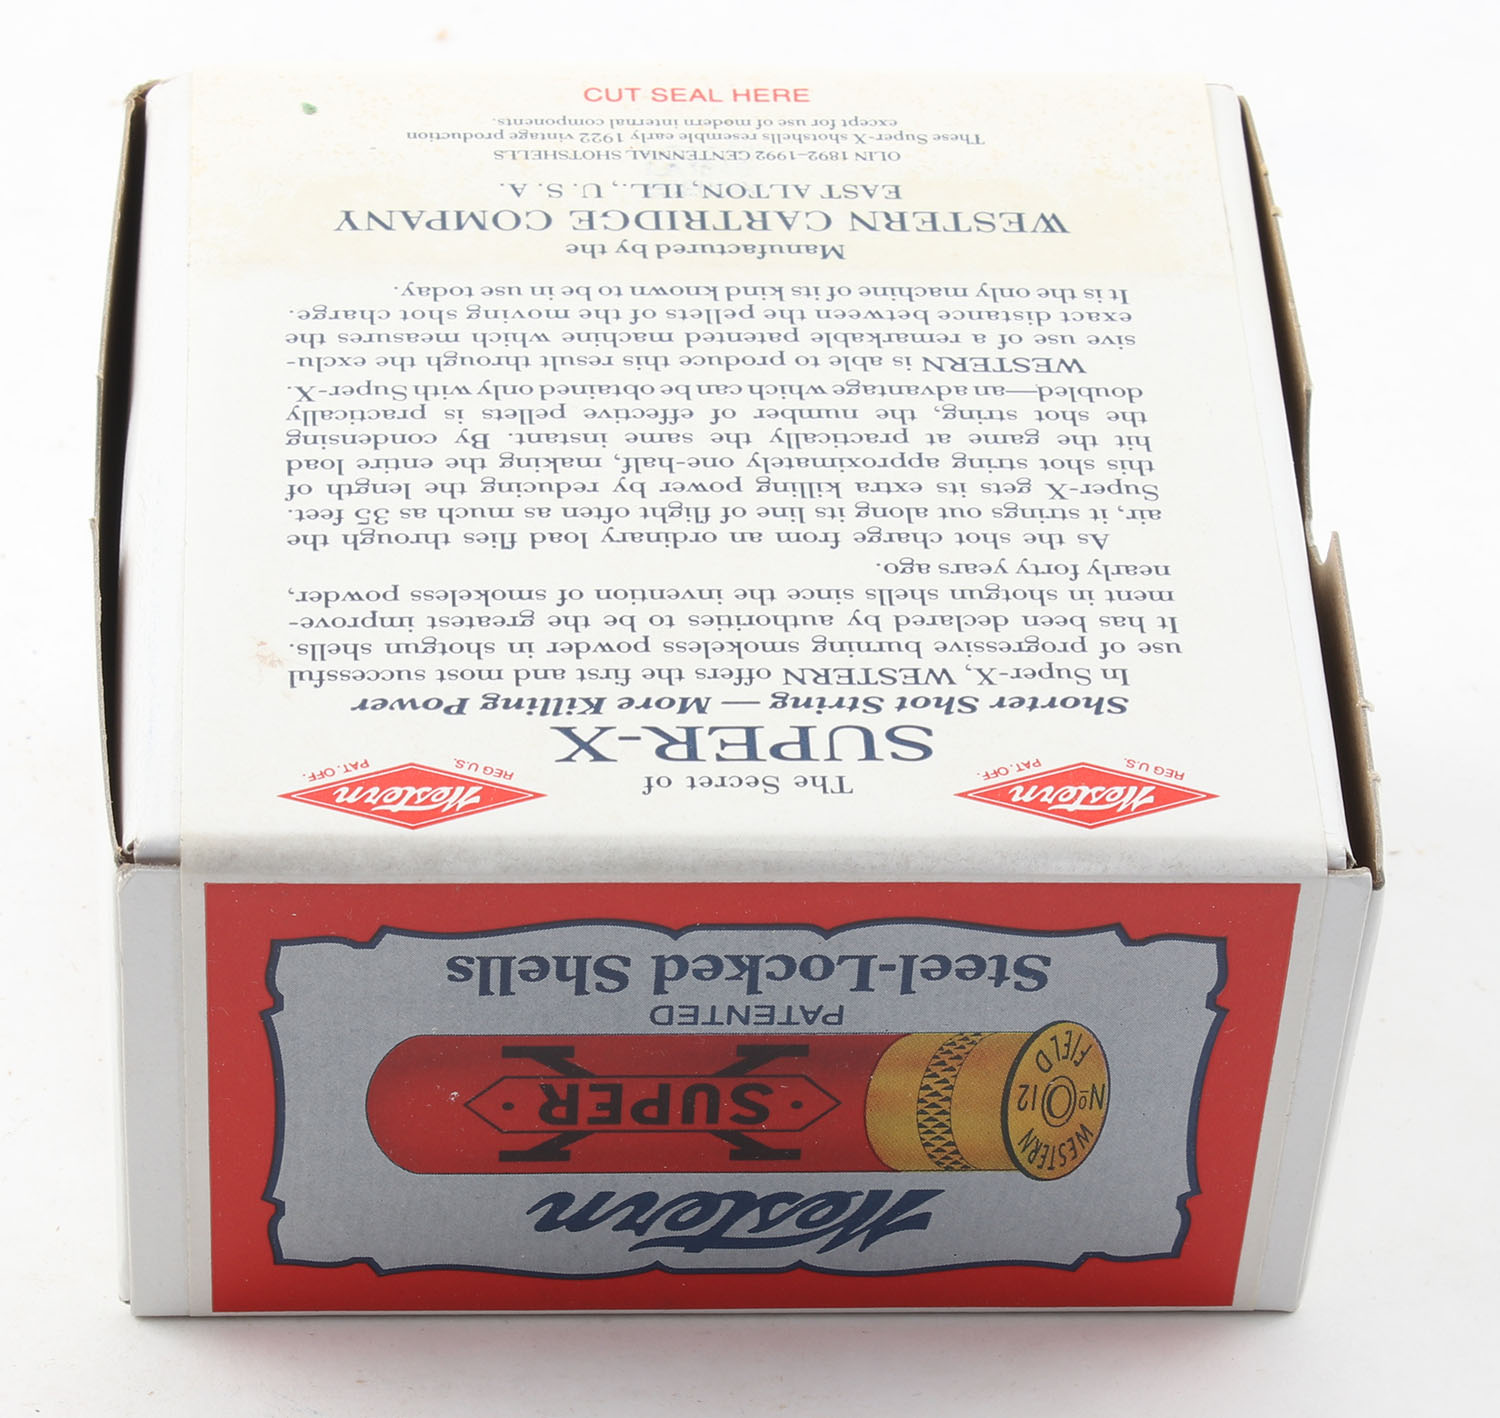 CUT SEAL HERE
Western
REG U.S. PAT. OFF.
Western
REG U.S. PAT. OFF.
The Secret of
SUPER-X
Shorter Shot String — More Killing Power
In Super-X, WESTERN offers the first and most successful
use of progressive burning smokeless powder in shotgun shells.
It has been declared by authorities to be the greatest improve-
ment in shotgun shells since the invention of smokeless powder,
nearly forty years ago.
As the shot charge from an ordinary load flies through the
air, it strings out along its line of flight often as much as 35 feet.
Super-X gets its extra killing power by reducing the length of
this shot string approximately one-half, making the entire load
hit the game at practically the same instant. By condensing
the shot string, the number of effective pellets is practically
doubled—an advantage which can be obtained only with Super-X.
WESTERN is able to produce this result through the exclu-
sive use of a remarkable patented machine which measures the
exact distance between the pellets of the moving shot charge.
It is the only machine of its kind known to be in use today.
Manufactured by the
WESTERN CARTRIDGE COMPANY
EAST ALTON, ILL., U. S. A.
OLIN 1892-1992 CENTENNIAL SHOTSHELLS
These Super-X shotshells resemble early 1922 vintage production
except for use of modern internal components.
Western
WESTERN
No 12
FIELD
SUPER
X
PATENTED
Steel-Locked Shells